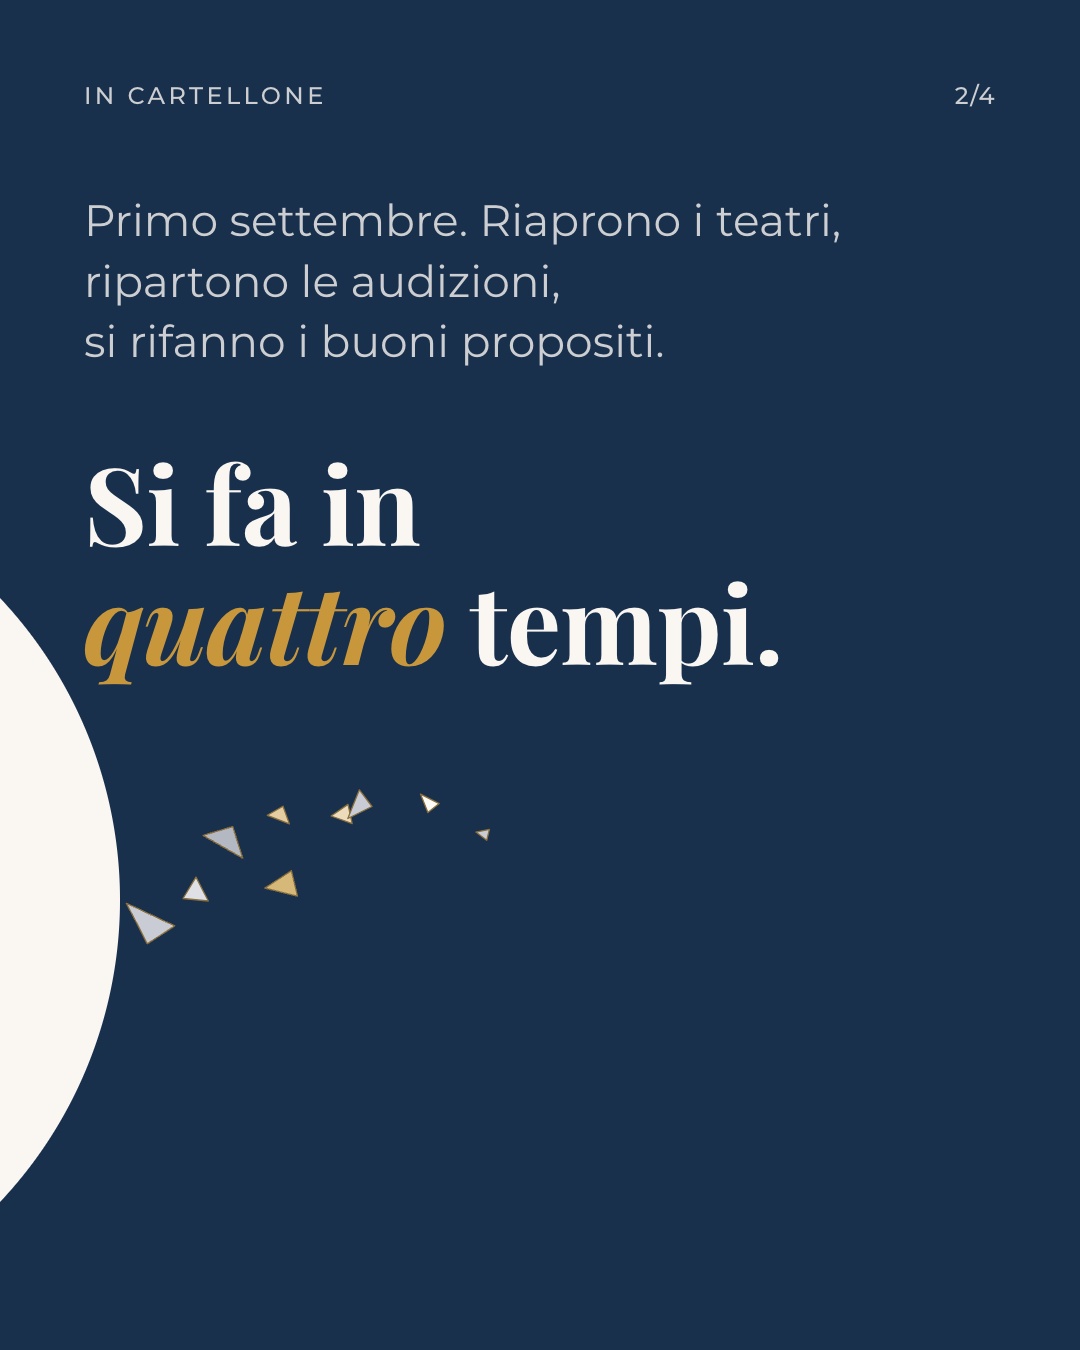 IN CARTELLONE
2/4
Primo settembre. Riaprono i teatri,
ripartono le audizioni,
si rifanno i buoni propositi.
Si fa in
quattro tempi.